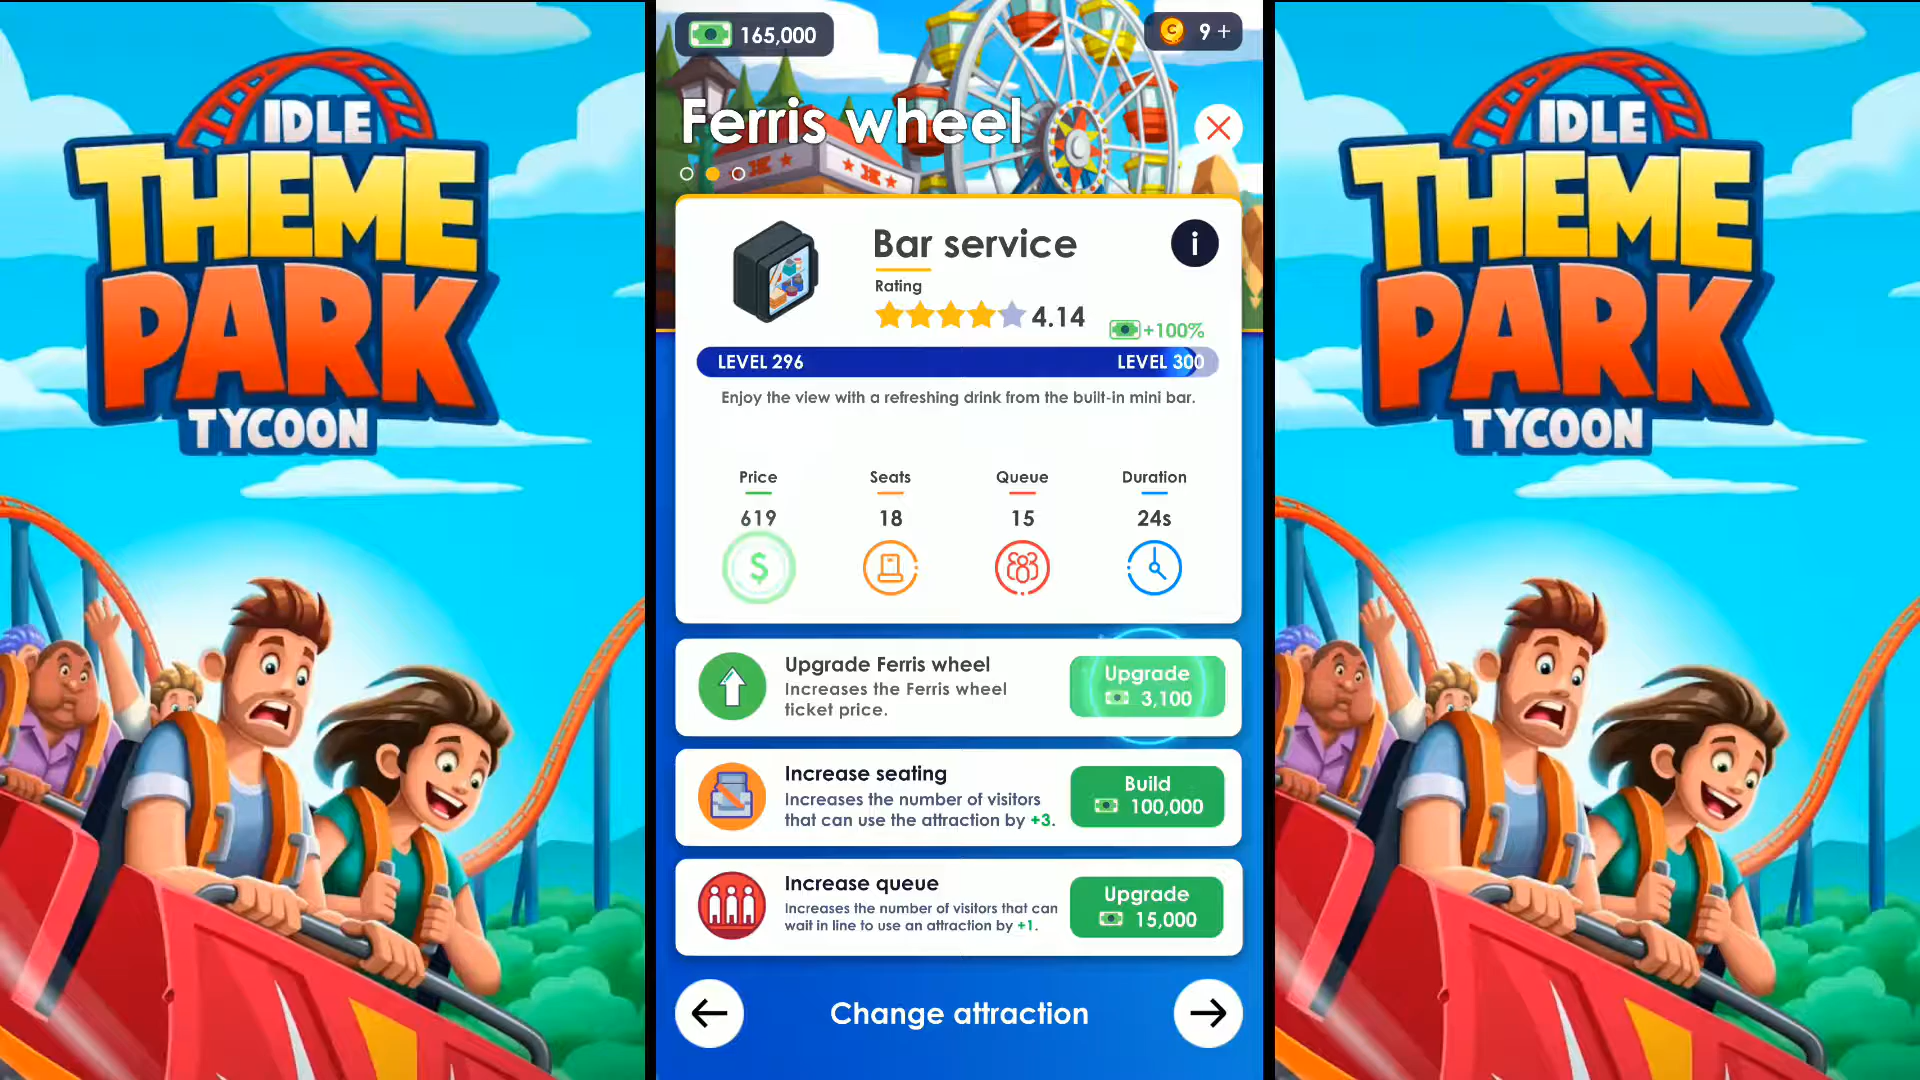 IDLE
THEME
PARK
TYCOON
165,000
9 +
Ferris wheel
Bar service
Rating
4.14
+100%
LEVEL 296
LEVEL 300
Enjoy the view with a refreshing drink from the built-in mini bar.
Price
Seats
Queue
Duration
619
18
15
24s
Upgrade Ferris wheel
Increases the Ferris wheel
ticket price.
Upgrade
3,100
Increase seating
Increases the number of visitors
that can use the attraction by +3.
Build
100,000
Increase queue
Increases the number of visitors that can
wait in line to use an attraction by +1.
Upgrade
15,000
Change attraction
IDLE
THEME
PARK
TYCOON